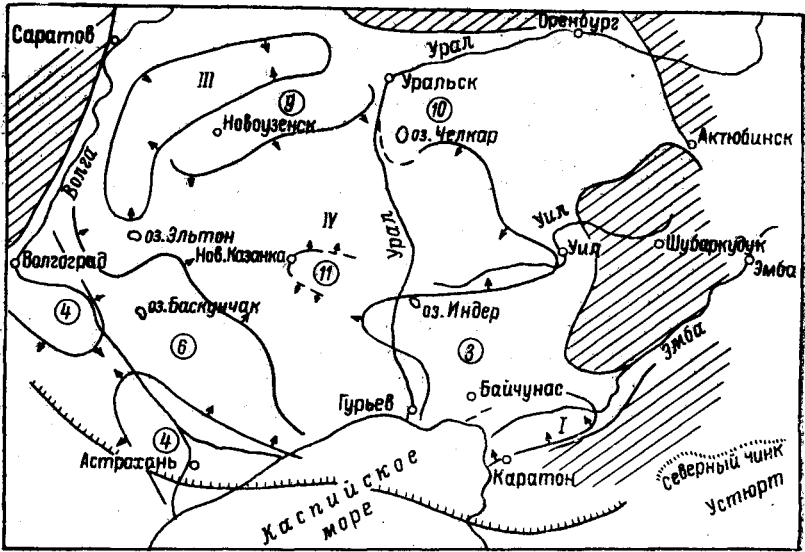 Оренбург
Саратов
Урал
Уральск
III
9
10
Новоузенск
оз. Челкар
Актюбинск
Волга
IV
Урал
Уил
оз. Эльтон
Нов. Казанка
Уил
Шубаркудук
Волгоград
11
Эмба
оз. Баскунчак
оз. Индер
4
6
3
Эмба
Байчунас
Гурьев
I
4
Астрахань
Каратон
Северный чинк
Устюрт
Каспийское
море